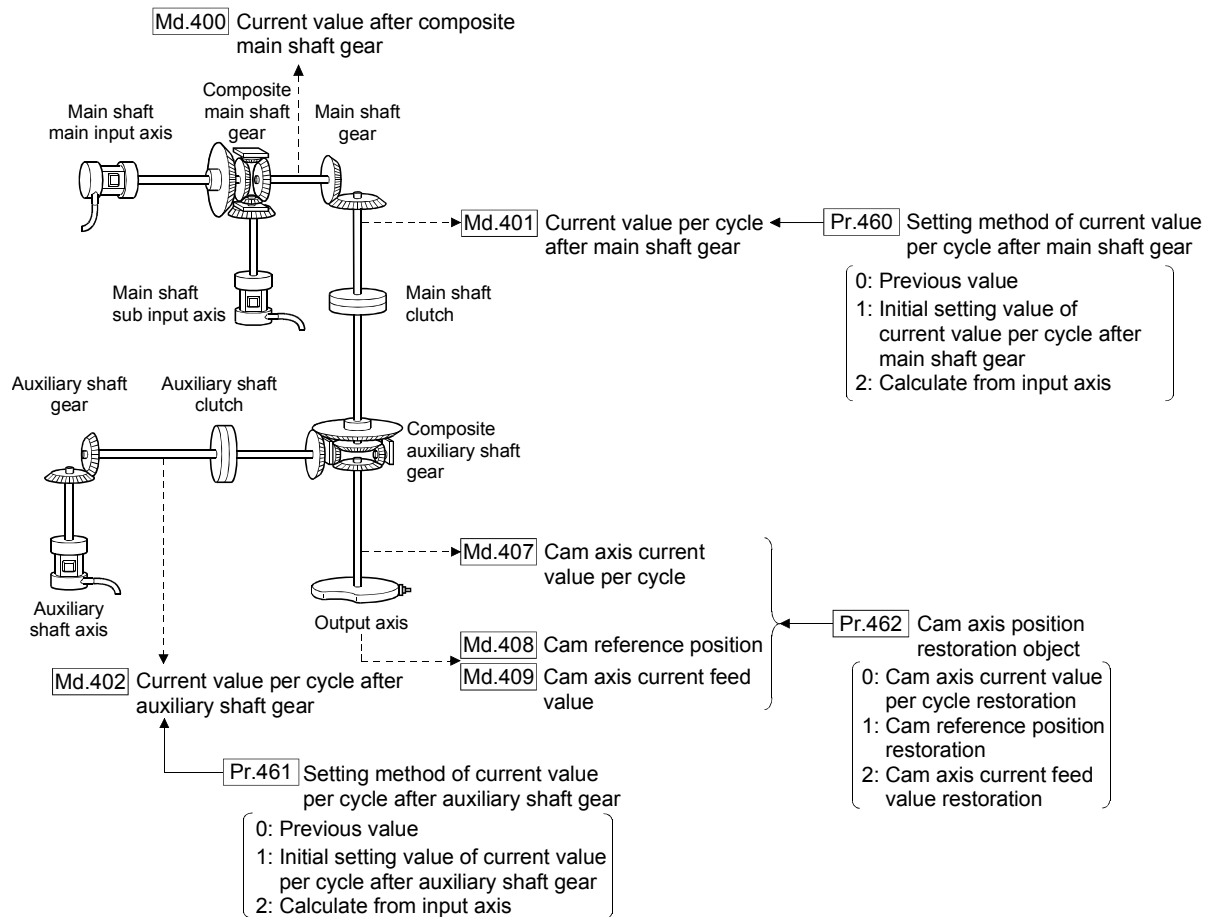 Md.400 Current value after composite
main shaft gear
Main shaft
main input axis
Composite
main shaft
gear
Main shaft
gear
Md.401 Current value per cycle
after main shaft gear
Pr.460 Setting method of current value
per cycle after main shaft gear
0: Previous value
1: Initial setting value of
current value per cycle after
main shaft gear
2: Calculate from input axis
Main shaft
sub input axis
Main shaft
clutch
Auxiliary shaft
gear
Auxiliary shaft
clutch
Composite
auxiliary shaft
gear
Auxiliary
shaft axis
Output axis
Md.407 Cam axis current
value per cycle
Md.408 Cam reference position
Md.409 Cam axis current feed
value
Pr.462 Cam axis position
restoration object
0: Cam axis current value
per cycle restoration
1: Cam reference position
restoration
2: Cam axis current feed
value restoration
Md.402 Current value per cycle after
auxiliary shaft gear
Pr.461 Setting method of current value
per cycle after auxiliary shaft gear
0: Previous value
1: Initial setting value of current value
per cycle after auxiliary shaft gear
2: Calculate from input axis